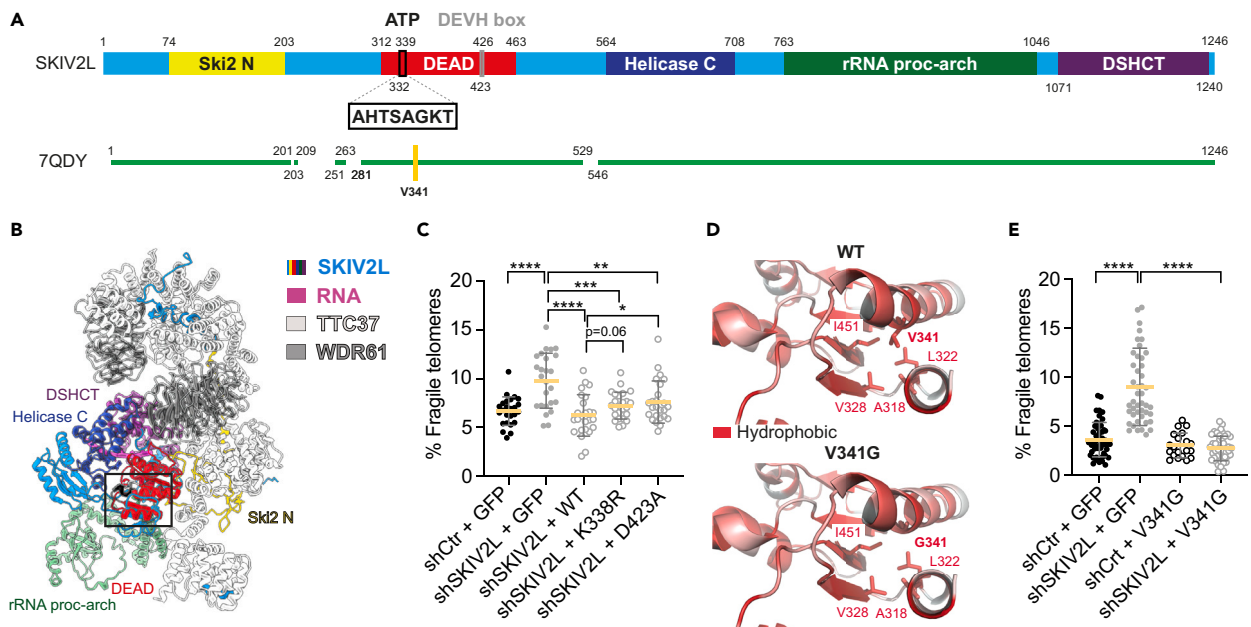 A
ATP DEVH box
1 74 203 312 339 426 463 564 708 763 1046 1246
SKIV2L Ski2 N DEAD Helicase C rRNA proc-arch DSHCT
332 423 1071 1240
AHTSAGKT
7QDY
1 201 209 263 529 1246
203 251 281 546
V341
B
SKIV2L
RNA
TTC37
WDR61
DSHCT
Helicase C
Ski2 N
DEAD
rRNA proc-arch
C
% Fragile telomeres
20
15
10
5
0
**** ** *** **** * p=0.06
shCtr + GFP
shSKIV2L + GFP
shSKIV2L + WT
shSKIV2L + K338R
shSKIV2L + D423A
D
WT
I451
V341
L322
V328 A318
Hydrophobic
V341G
I451
G341
L322
V328 A318
E
% Fragile telomeres
20
15
10
5
0
**** ****
shCtr + GFP
shSKIV2L + GFP
shCrt + V341G
shSKIV2L + V341G